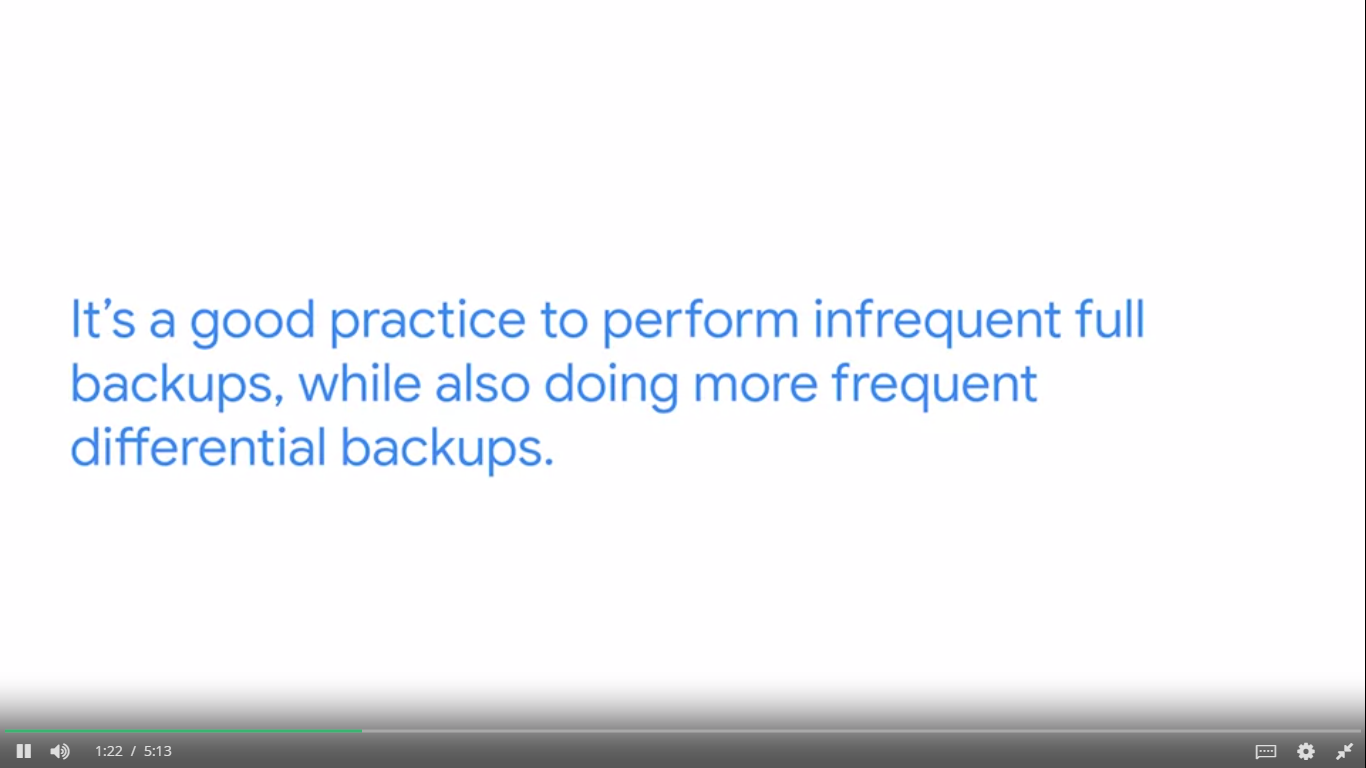 It’s a good practice to perform infrequent full
backups, while also doing more frequent
differential backups.
1:22 / 5:13